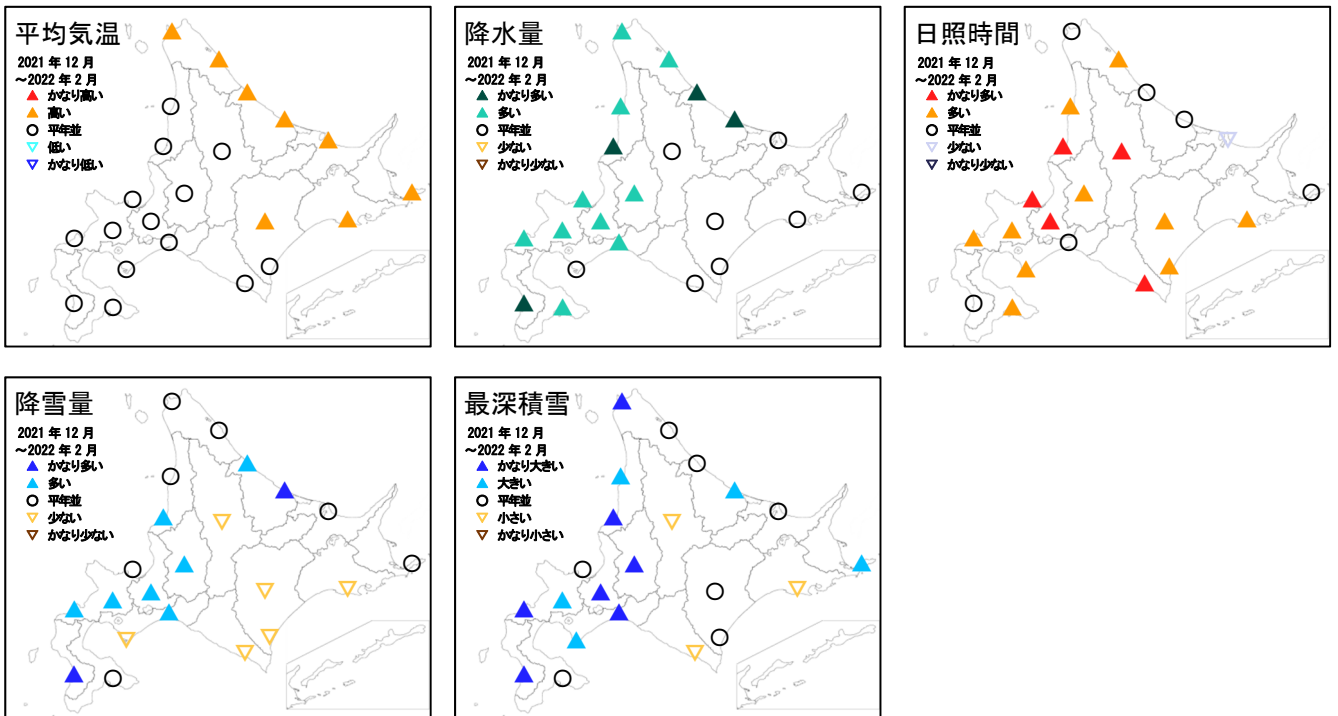 平均気温
2021 年 12 月
～2022 年 2 月
かなり高い
高い
平年並
低い
かなり低い
降水量
2021 年 12 月
～2022 年 2 月
かなり多い
多い
平年並
少ない
かなり少ない
日照時間
2021 年 12 月
～2022 年 2 月
かなり多い
多い
平年並
少ない
かなり少ない
降雪量
2021 年 12 月
～2022 年 2 月
かなり多い
多い
平年並
少ない
かなり少ない
最深積雪
2021 年 12 月
～2022 年 2 月
かなり大きい
大きい
平年並
小さい
かなり小さい